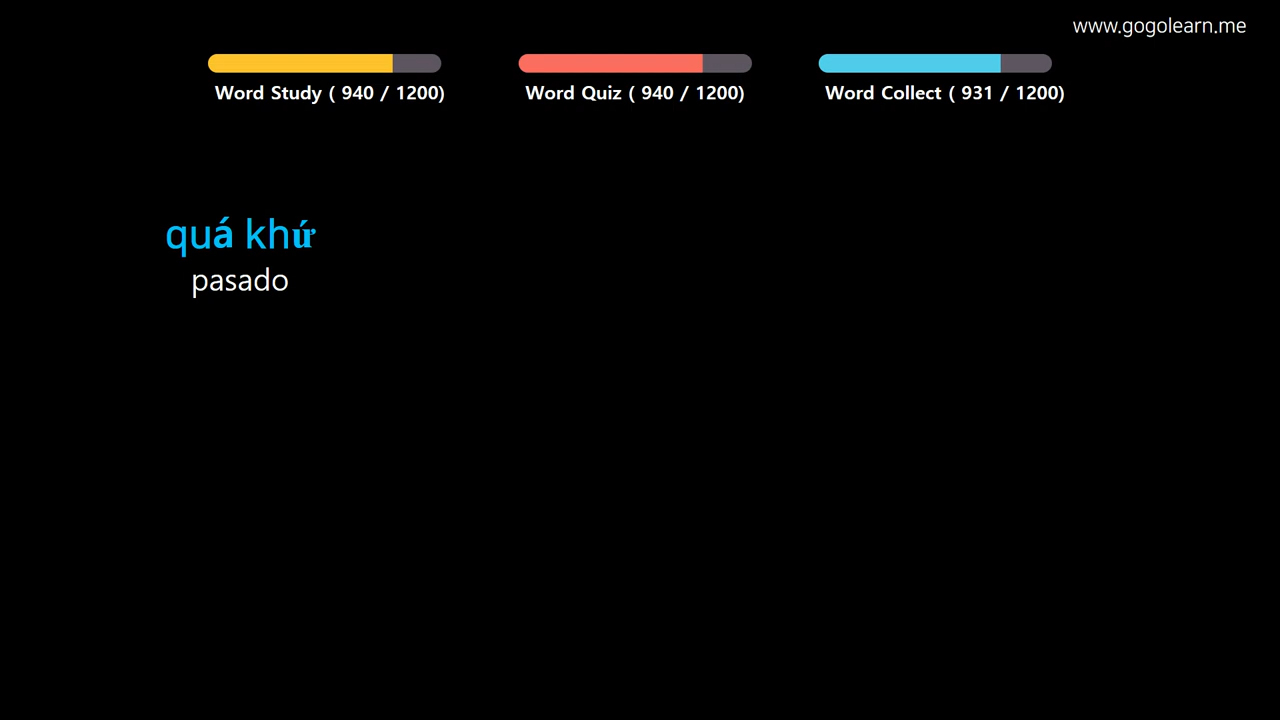 www.gogolearn.me
Word Study ( 940 / 1200)
Word Quiz ( 940 / 1200)
Word Collect ( 931 / 1200)
quá khứ
pasado